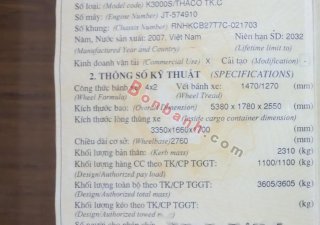 Số loại: (Model code) K3000S/THACO TK.C
Số máy: (Engine Number) JT-574910
Số khung: (Chassis Number) RNHKCB27T7C-021703
Năm, Nước sản xuất: 2007, Việt Nam Niên hạn SD: 2032
(Manufactured Year and Country) (Lifetime limit to)
Kinh doanh vận tải (Commercial Use) X Cải tạo (Modification) -
2. THÔNG SỐ KỸ THUẬT (SPECIFICATIONS)
Công thức bánh xe: 4x2 Vết bánh xe: 1470/1270 (mm)
(Wheel Formula) (Wheel Tread)
Kích thước bao: (Overall Dimension) 5380 x 1780 x 2550 (mm)
Kích thước lòng thùng xe (Inside cargo container dimension)
3350x1660x1700 (mm)
Chiều dài cơ sở: (Wheelbase) 2760 (mm)
Khối lượng bản thân: (Kerb mass) 2310 (kg)
Khối lượng hàng CC theo TK/CP TGGT: 1100/1100 (kg)
(Design/Authorized pay load)
Khối lượng toàn bộ theo TK/CP TGGT: 3605/3605 (kg)
(Design/Authorized total mass)
Khối lượng kéo theo TK/CP TGGT: (kg)
(Design/Authorized towed mass)
Bonbanh.com